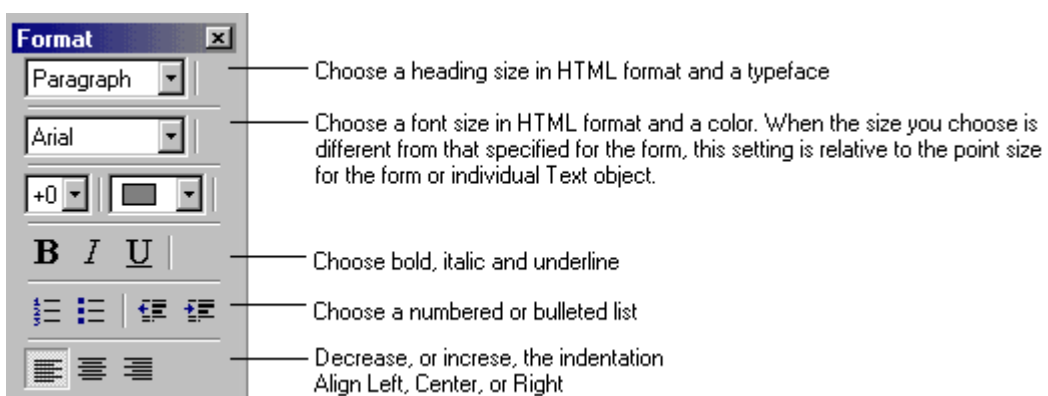 Format
Paragraph
Choose a heading size in HTML format and a typeface
Arial
Choose a font size in HTML format and a color. When the size you choose is
different from that specified for the form, this setting is relative to the point size
for the form or individual Text object.
+0
B I U
Choose bold, italic and underline
Choose a numbered or bulleted list
Decrease, or increse, the indentation
Align Left, Center, or Right